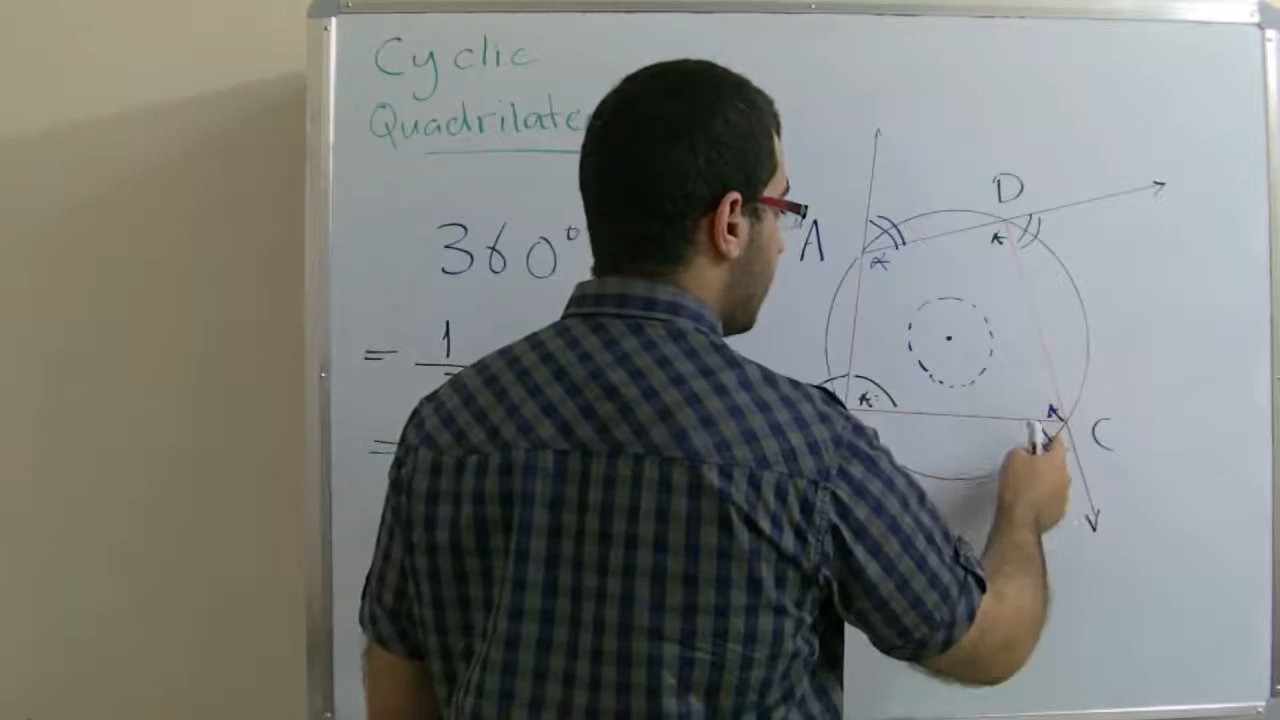 Cyclic
Quadrilate
360°
= 1
=
A
D
C